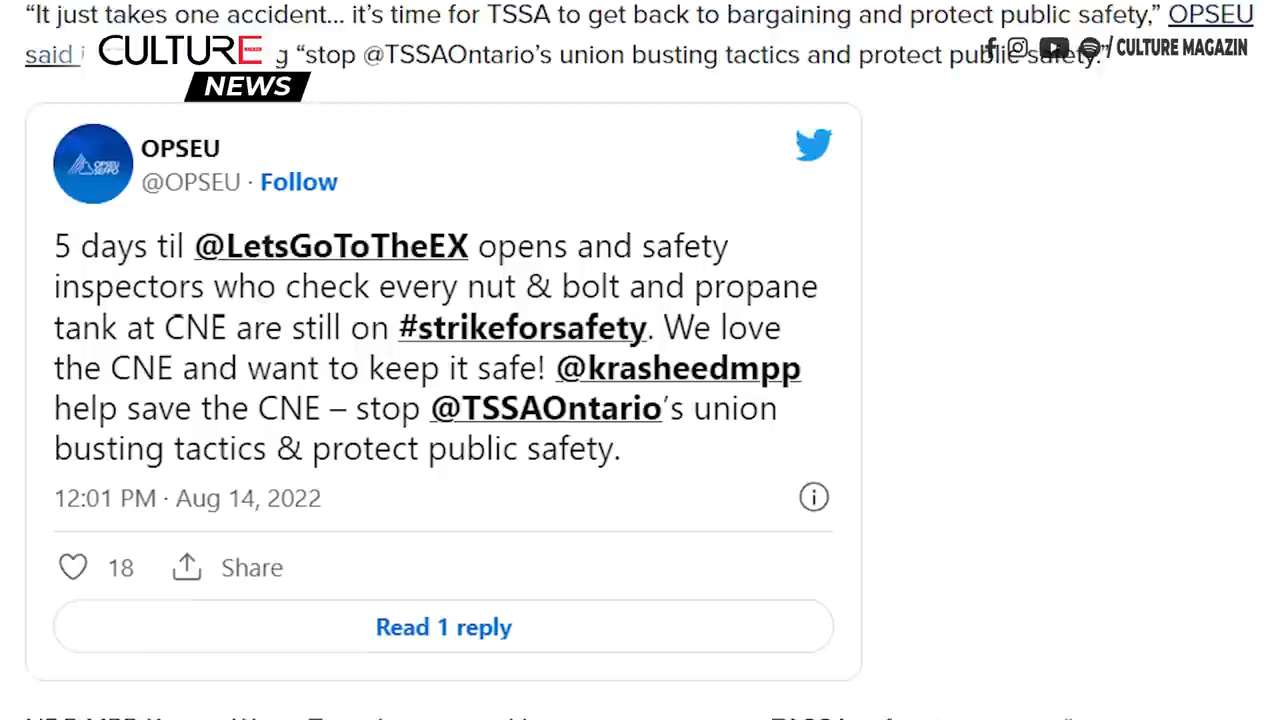 “It just takes one accident... it’s time for TSSA to get back to bargaining and protect public safety,” OPSEU
said
CULTURE
g “stop @TSSAOntario’s union busting tactics and protect public safety.”
/ CULTURE MAGAZIN
NEWS
OPSEU
@OPSEU · Follow
5 days til @LetsGoToTheEX opens and safety
inspectors who check every nut & bolt and propane
tank at CNE are still on #strikeforsafety. We love
the CNE and want to keep it safe! @krasheedmpp
help save the CNE – stop @TSSAOntario’s union
busting tactics & protect public safety.
12:01 PM · Aug 14, 2022
18 Share
Read 1 reply